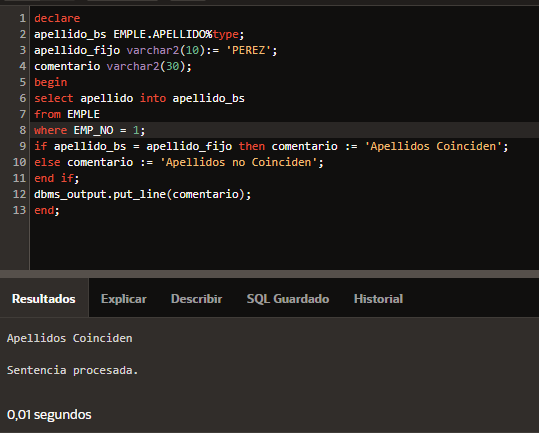 1 declare
2 apellido_bs EMPLE.APELLIDO%type;
3 apellido_fijo varchar2(10):= 'PEREZ';
4 comentario varchar2(30);
5 begin
6 select apellido into apellido_bs
7 from EMPLE
8 where EMP_NO = 1;
9 if apellido_bs = apellido_fijo then comentario := 'Apellidos Coinciden';
10 else comentario := 'Apellidos no Coinciden';
11 end if;
12 dbms_output.put_line(comentario);
13 end;
Resultados Explicar Describir SQL Guardado Historial
Apellidos Coinciden
Sentencia procesada.
0,01 segundos